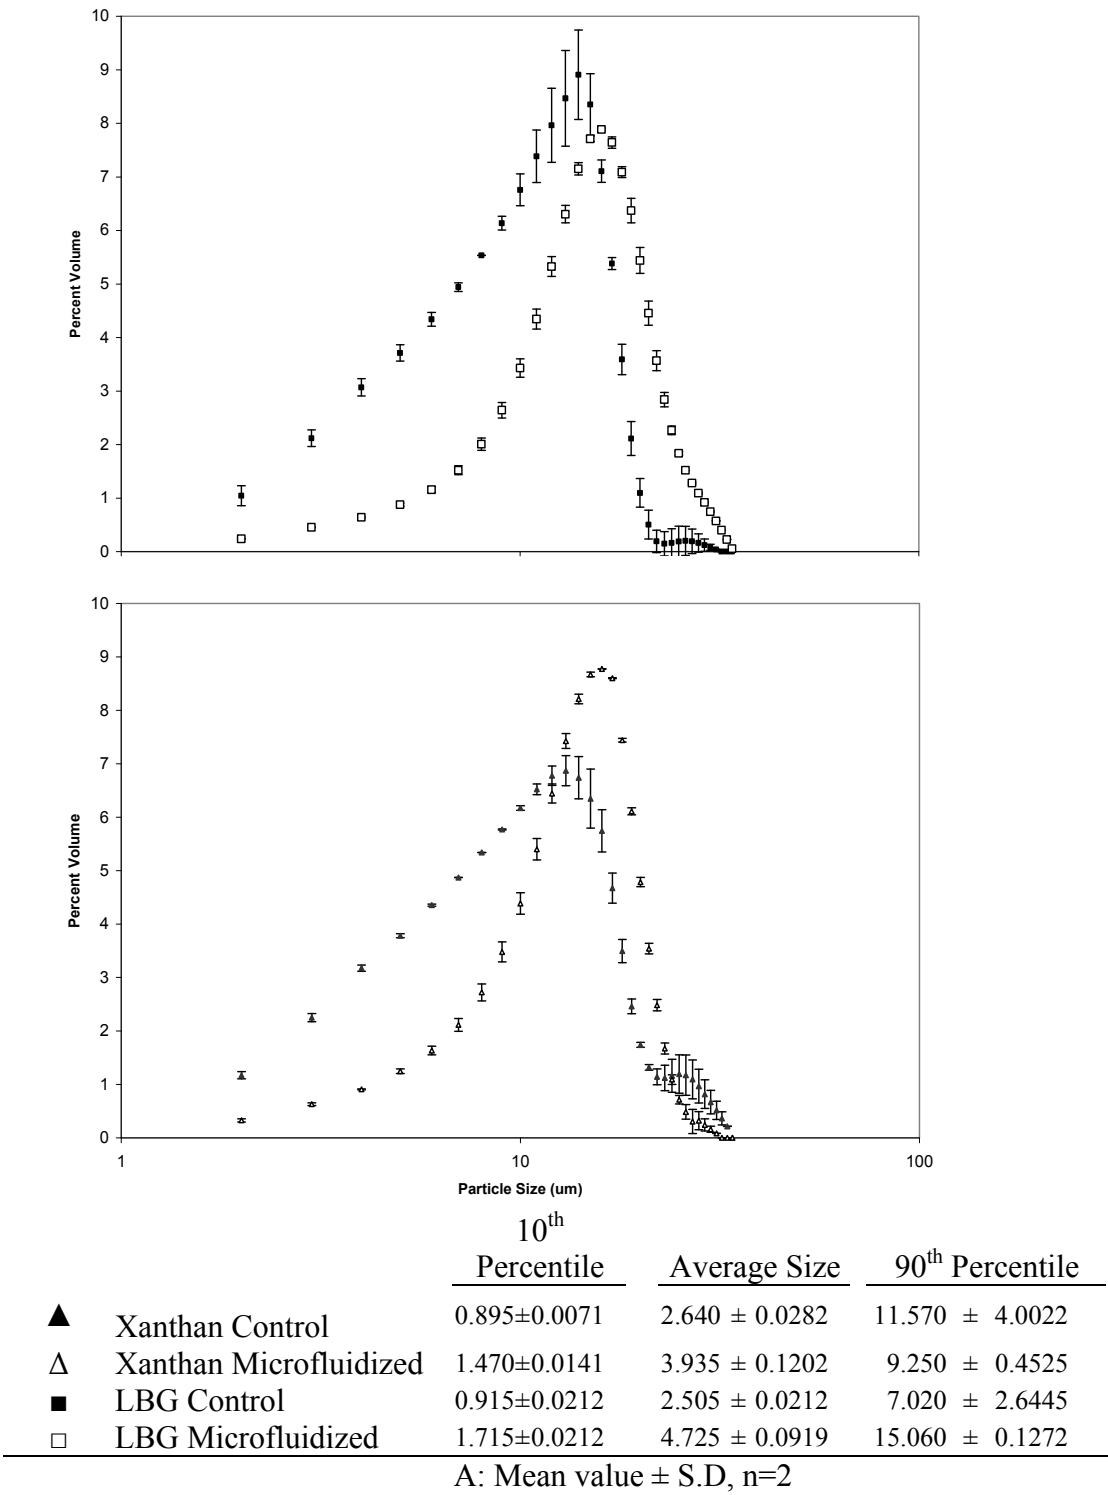 10
9
8
7
6
5
4
3
2
1
0
Percent Volume
10
9
8
7
6
5
4
3
2
1
0
Percent Volume
1 10 100
Particle Size (um)
10th
Percentile Average Size 90th Percentile
▲ Xanthan Control 0.895±0.0071 2.640 ± 0.0282 11.570 ± 4.0022
Δ Xanthan Microfluidized 1.470±0.0141 3.935 ± 0.1202 9.250 ± 0.4525
■ LBG Control 0.915±0.0212 2.505 ± 0.0212 7.020 ± 2.6445
□ LBG Microfluidized 1.715±0.0212 4.725 ± 0.0919 15.060 ± 0.1272
A: Mean value ± S.D, n=2